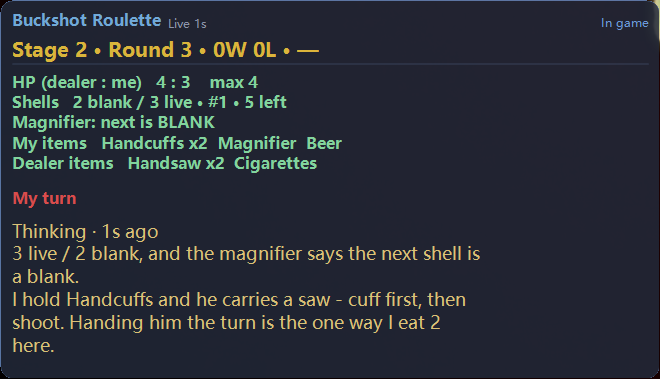 Buckshot Roulette Live 1s In game
Stage 2 • Round 3 • 0W 0L • —
HP (dealer : me) 4 : 3 max 4
Shells 2 blank / 3 live • #1 • 5 left
Magnifier: next is BLANK
My items Handcuffs x2 Magnifier Beer
Dealer items Handsaw x2 Cigarettes
My turn
Thinking · 1s ago
3 live / 2 blank, and the magnifier says the next shell is
a blank.
I hold Handcuffs and he carries a saw - cuff first, then
shoot. Handing him the turn is the one way I eat 2
here.